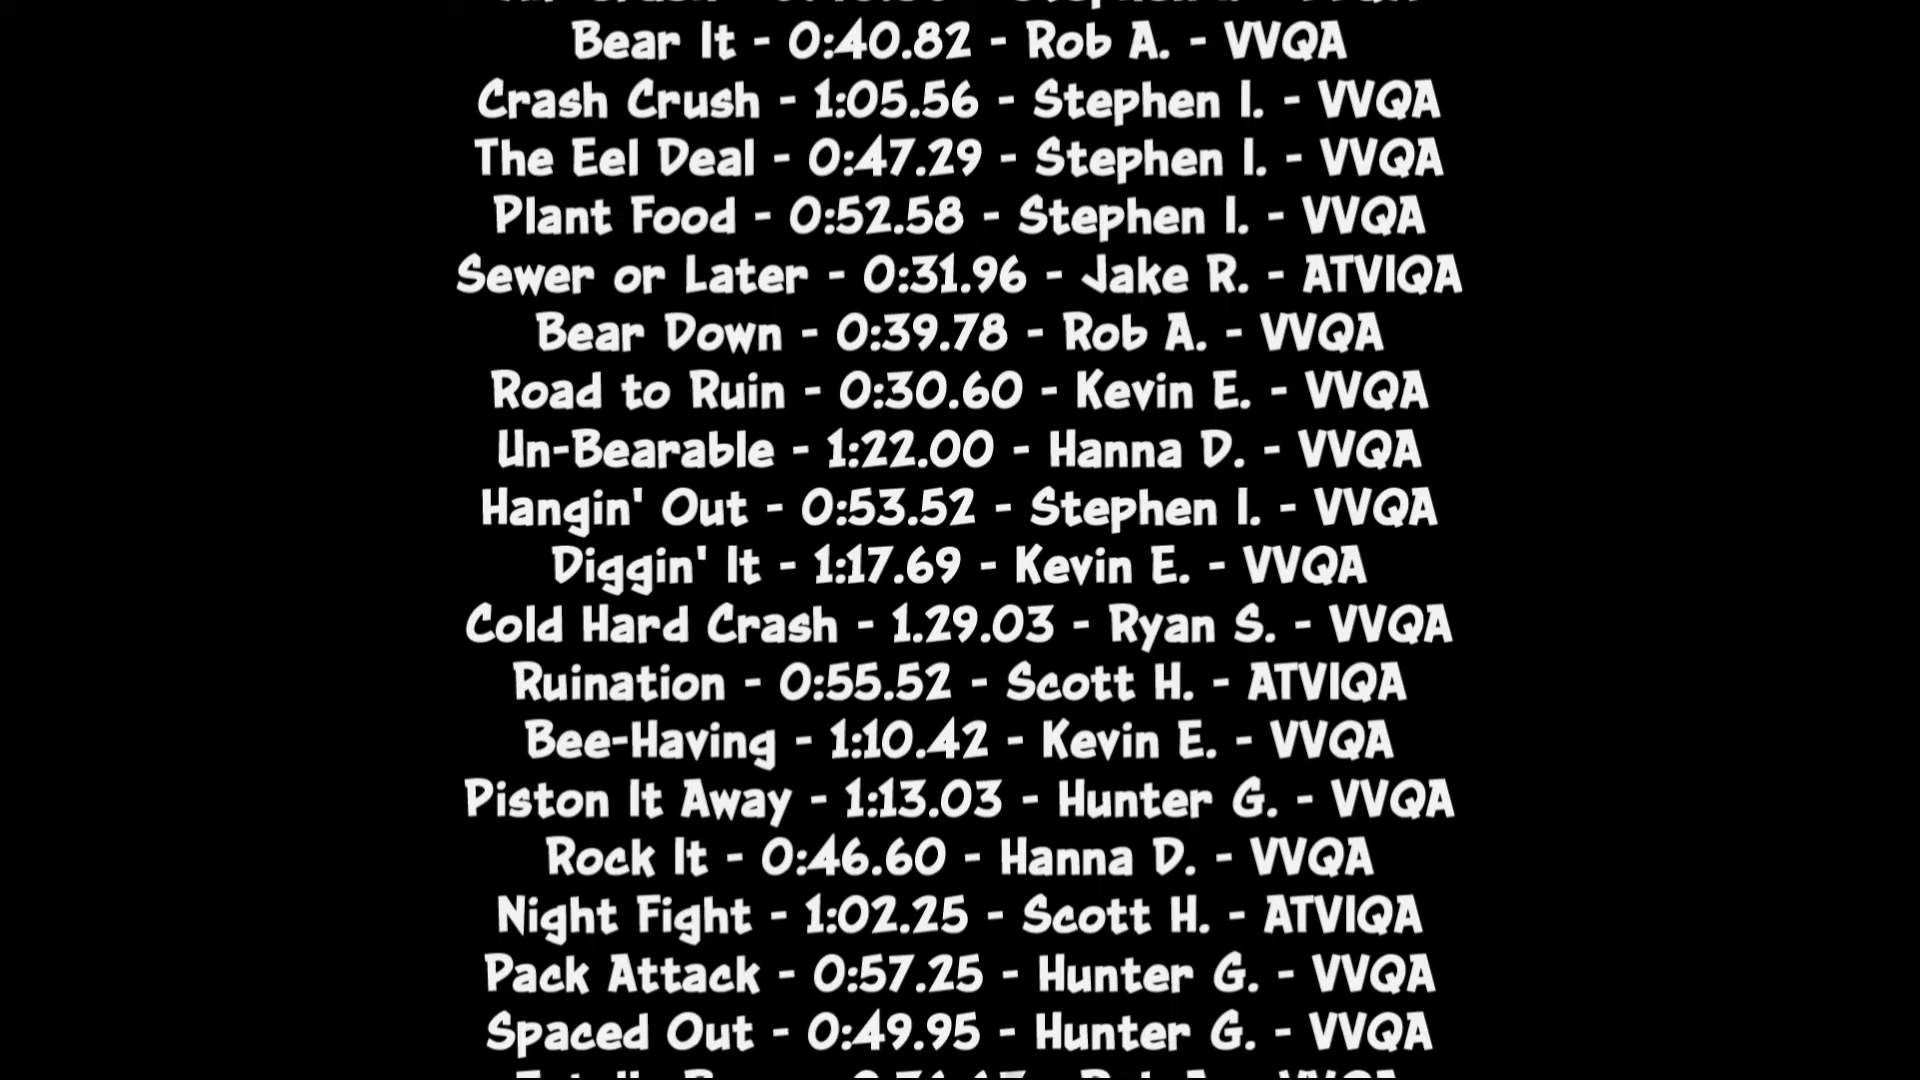 Bear It - 0:40.82 - Rob A. - VVQA
Crash Crush - 1:05.56 - Stephen I. - VVQA
The Eel Deal - 0:47.29 - Stephen I. - VVQA
Plant Food - 0:52.58 - Stephen I. - VVQA
Sewer or Later - 0:31.96 - Jake R. - ATVIQA
Bear Down - 0:39.78 - Rob A. - VVQA
Road to Ruin - 0:30.60 - Kevin E. - VVQA
Un-Bearable - 1:22.00 - Hanna D. - VVQA
Hangin' Out - 0:53.52 - Stephen I. - VVQA
Diggin' It - 1:17.69 - Kevin E. - VVQA
Cold Hard Crash - 1.29.03 - Ryan S. - VVQA
Ruination - 0:55.52 - Scott H. - ATVIQA
Bee-Having - 1:10.42 - Kevin E. - VVQA
Piston It Away - 1:13.03 - Hunter G. - VVQA
Rock It - 0:46.60 - Hanna D. - VVQA
Night Fight - 1:02.25 - Scott H. - ATVIQA
Pack Attack - 0:57.25 - Hunter G. - VVQA
Spaced Out - 0:49.95 - Hunter G. - VVQA